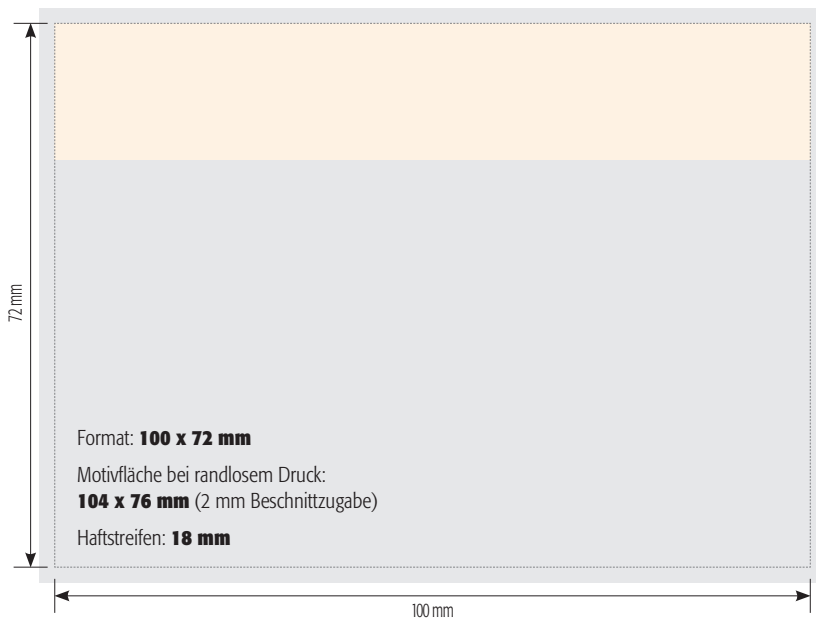 72 mm
Format: 100 x 72 mm
Motivfläche bei randlosem Druck:
104 x 76 mm (2 mm Beschnittzugabe)
Haftstreifen: 18 mm
100 mm